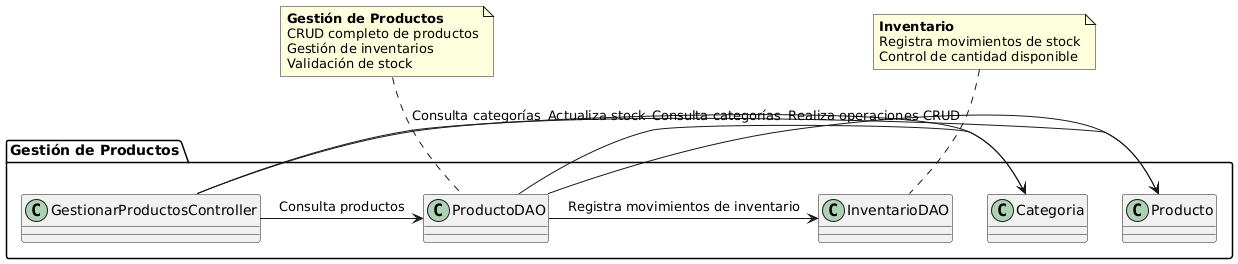 Gestión de Productos
CRUD completo de productos
Gestión de inventarios
Validación de stock
Inventario
Registra movimientos de stock
Control de cantidad disponible
Consulta categorías
Actualiza stock
Consulta categorías
Realiza operaciones CRUD
Gestión de Productos
C GestionarProductosController
Consulta productos
C ProductoDAO
Registra movimientos de inventario
C InventarioDAO
C Categoria
C Producto